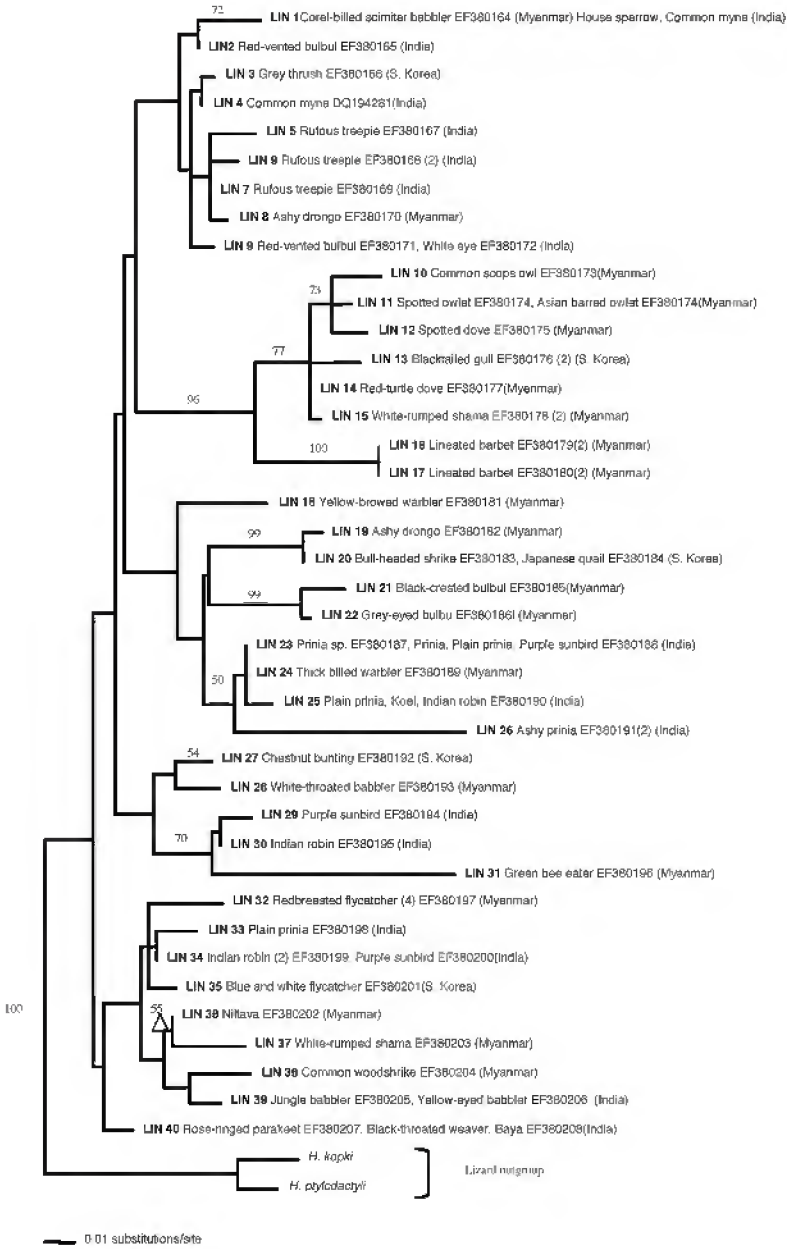 72
LIN 1Corel-billed scimiter babbler EF380164 (Myanmar) House sparrow, Common myna (India)
LIN2 Red-vented bulbul EF380165 (India)
LIN 3 Grey thrush EF380166 (S. Korea)
LIN 4 Common myna DQ194281(India)
LIN 5 Rufous treepie EF380167 (India)
LIN 9 Rufous treepie EF380168 (2) (India)
LIN 7 Rufous treepie EF380169 (India)
LIN 8 Ashy drongo EF380170 (Myanmar)
LIN 9 Red-vented bulbul EF380171, White eye EF380172 (India)
LIN 10 Common scops owl EF380173(Myanmar)
73
LIN 11 Spotted owlet EF380174, Asian barred owlet EF380174(Myanmar)
LIN 12 Spotted dove EF380175 (Myanmar)
77
LIN 13 Blacktailed gull EF380176 (2) (S. Korea)
LIN 14 Red-turtle dove EF380177(Myanmar)
96
LIN 15 White-rumped shama EF380178 (2) (Myanmar)
100
LIN 16 Lineated barbet EF380179(2) (Myanmar)
LIN 17 Lineated barbet EF380180(2) (Myanmar)
LIN 18 Yellow-browed warbler EF380181 (Myanmar)
99
LIN 19 Ashy drongo EF380182 (Myanmar)
LIN 20 Bull-headed shrike EF380183, Japanese quail EF380184 (S. Korea)
99
LIN 21 Black-crested bulbul EF380185(Myanmar)
LIN 22 Grey-eyed bulbu EF380186l (Myanmar)
LIN 23 Prinia sp. EF380187, Prinia, Plain prinia, Purple sunbird EF380188 (India)
50
LIN 24 Thick billed warbler EF380189 (Myanmar)
LIN 25 Plain prinia, Koel, Indian robin EF380190 (India)
LIN 26 Ashy prinia EF380191(2) (India)
54
LIN 27 Chestnut bunting EF380192 (S. Korea)
LIN 28 White-throated babbler EF380193 (Myanmar)
LIN 29 Purple sunbird EF380194 (India)
70
LIN 30 Indian robin EF380195 (India)
LIN 31 Green bee eater EF380196 (Myanmar)
LIN 32 Redbreasted flycatcher (4) EF380197 (Myanmar)
LIN 33 Plain prinia EF380198 (India)
LIN 34 Indian robin (2) EF380199, Purple sunbird EF380200(India)
LIN 35 Blue and white flycatcher EF380201(S. Korea)
100
55
LIN 38 Niltava EF380202 (Myanmar)
LIN 37 White-rumped shama EF380203 (Myanmar)
LIN 38 Common woodshrike EF380204 (Myanmar)
LIN 39 Jungle babbler EF380205, Yellow-eyed babbler EF380206 (India)
LIN 40 Rose-ringed parakeet EF380207, Black-throated weaver, Baya EF380208(India)
H. kopki
Lizard outgroup
H. ptylodactyli
0.01 substitutions/site